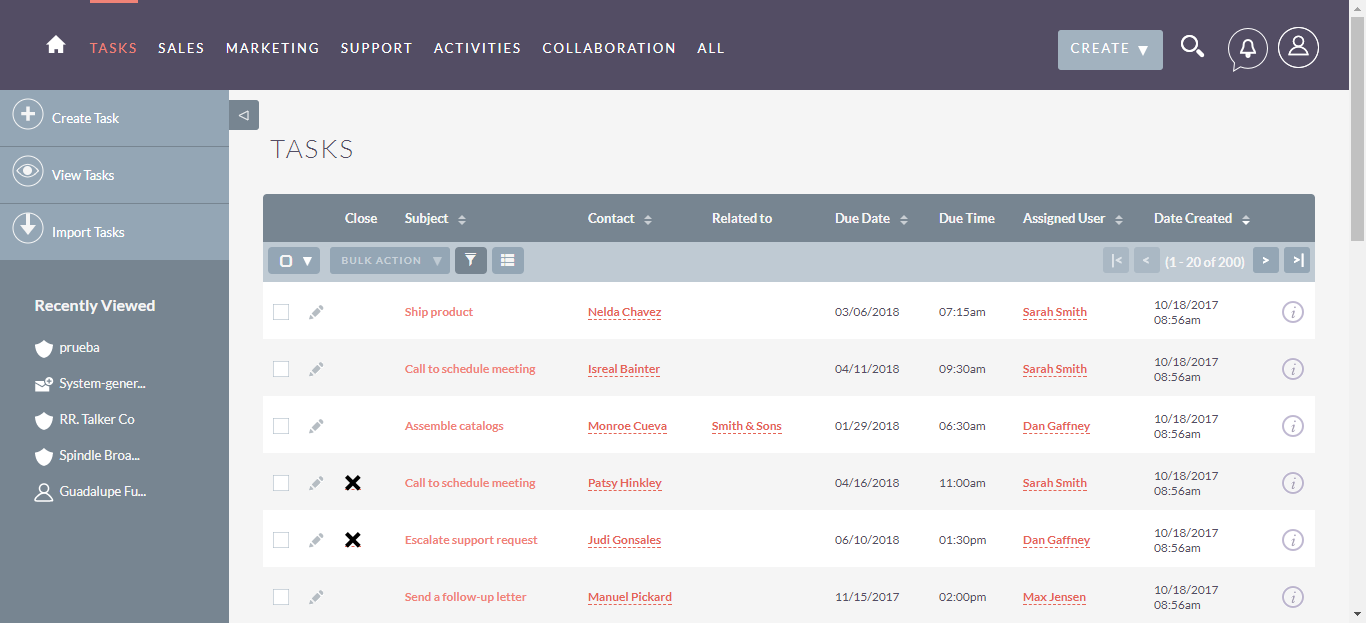 TASKS SALES MARKETING SUPPORT ACTIVITIES COLLABORATION ALL CREATE
Create Task
View Tasks
Import Tasks
Recently Viewed
prueba
System-gener...
RR. Talker Co
Spindle Broa...
Guadalupe Fu...
TASKS
Close Subject Contact Related to Due Date Due Time Assigned User Date Created
BULK ACTION (1 - 20 of 200)
Ship product Nelda Chavez 03/06/2018 07:15am Sarah Smith 10/18/2017
08:56am
Call to schedule meeting Isreal Bainter 04/11/2018 09:30am Sarah Smith 10/18/2017
08:56am
Assemble catalogs Monroe Cueva Smith & Sons 01/29/2018 06:30am Dan Gaffney 10/18/2017
08:56am
Call to schedule meeting Patsy Hinkley 04/16/2018 11:00am Sarah Smith 10/18/2017
08:56am
Escalate support request Judi Gonsales 06/10/2018 01:30pm Dan Gaffney 10/18/2017
08:56am
Send a follow-up letter Manuel Pickard 11/15/2017 02:00pm Max Jensen 10/18/2017
08:56am